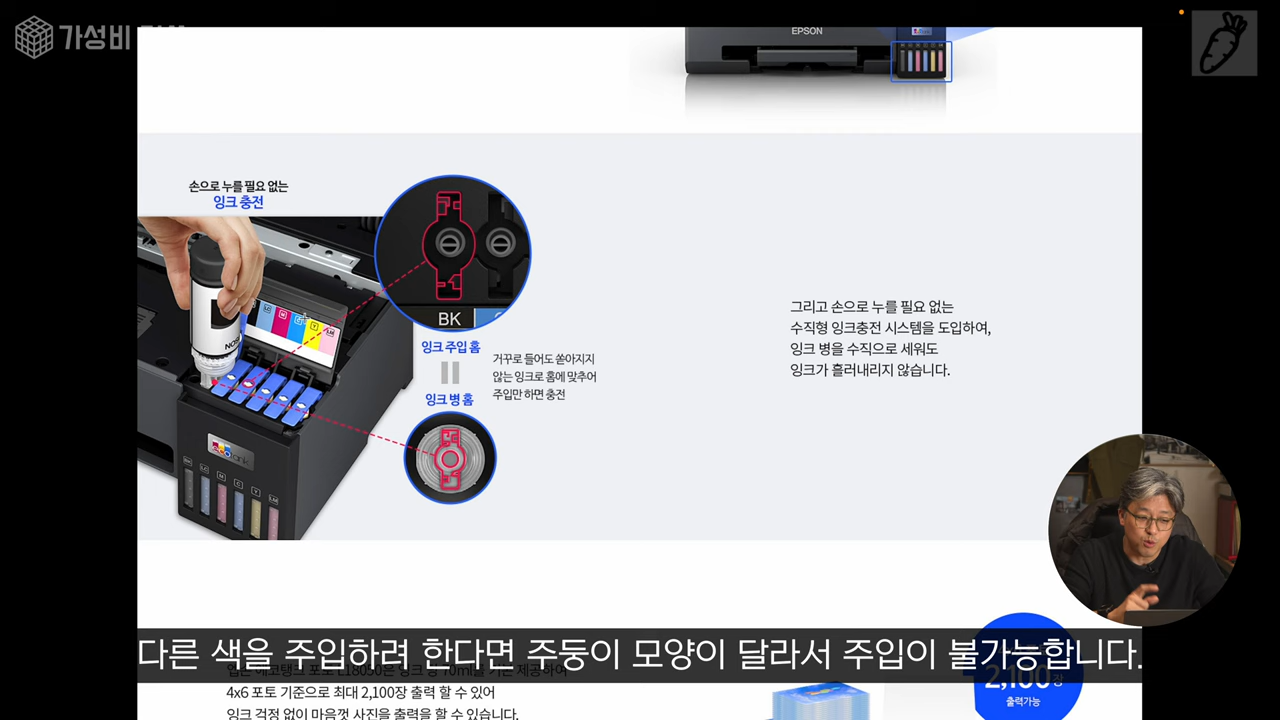 가성비
EPSON
손으로 누를 필요 없는
잉크 충전
BK
잉크 주입 홈
거꾸로 들어도 쏟아지지
않는 잉크로 홈에 맞추어
주입만 하면 충전
잉크 병 홈
그리고 손으로 누를 필요 없는
수직형 잉크충전 시스템을 도입하여,
잉크 병을 수직으로 세워도
잉크가 흘러내리지 않습니다.
다른 색을 주입하려 한다면 주둥이 모양이 달라서 주입이 불가능합니다.
4x6 포토 기준으로 최대 2,100장 출력 할 수 있어
잉크 걱정 없이 마음껏 사진을 출력을 할 수 있습니다.
2,100장
출력가능